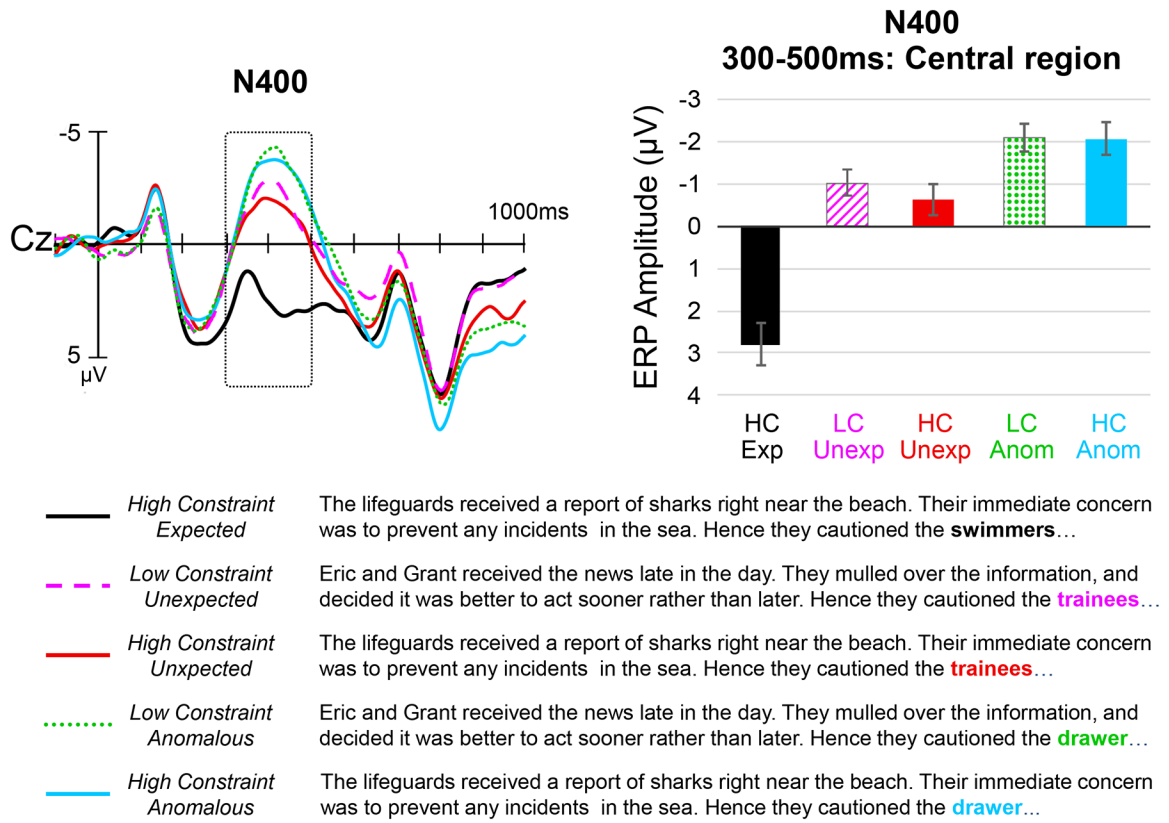 N400
300-500ms: Central region
N400
-5
Cz
1000ms
5
µV
ERP Amplitude (µV)
-3
-2
-1
0
1
2
3
4
HC
Exp
LC
Unexp
HC
Unexp
LC
Anom
HC
Anom
High Constraint
Expected
The lifeguards received a report of sharks right near the beach. Their immediate concern
was to prevent any incidents in the sea. Hence they cautioned the swimmers…
Low Constraint
Unexpected
Eric and Grant received the news late in the day. They mulled over the information, and
decided it was better to act sooner rather than later. Hence they cautioned the trainees…
High Constraint
Unxpected
The lifeguards received a report of sharks right near the beach. Their immediate concern
was to prevent any incidents in the sea. Hence they cautioned the trainees…
Low Constraint
Anomalous
Eric and Grant received the news late in the day. They mulled over the information, and
decided it was better to act sooner rather than later. Hence they cautioned the drawer…
High Constraint
Anomalous
The lifeguards received a report of sharks right near the beach. Their immediate concern
was to prevent any incidents in the sea. Hence they cautioned the drawer...